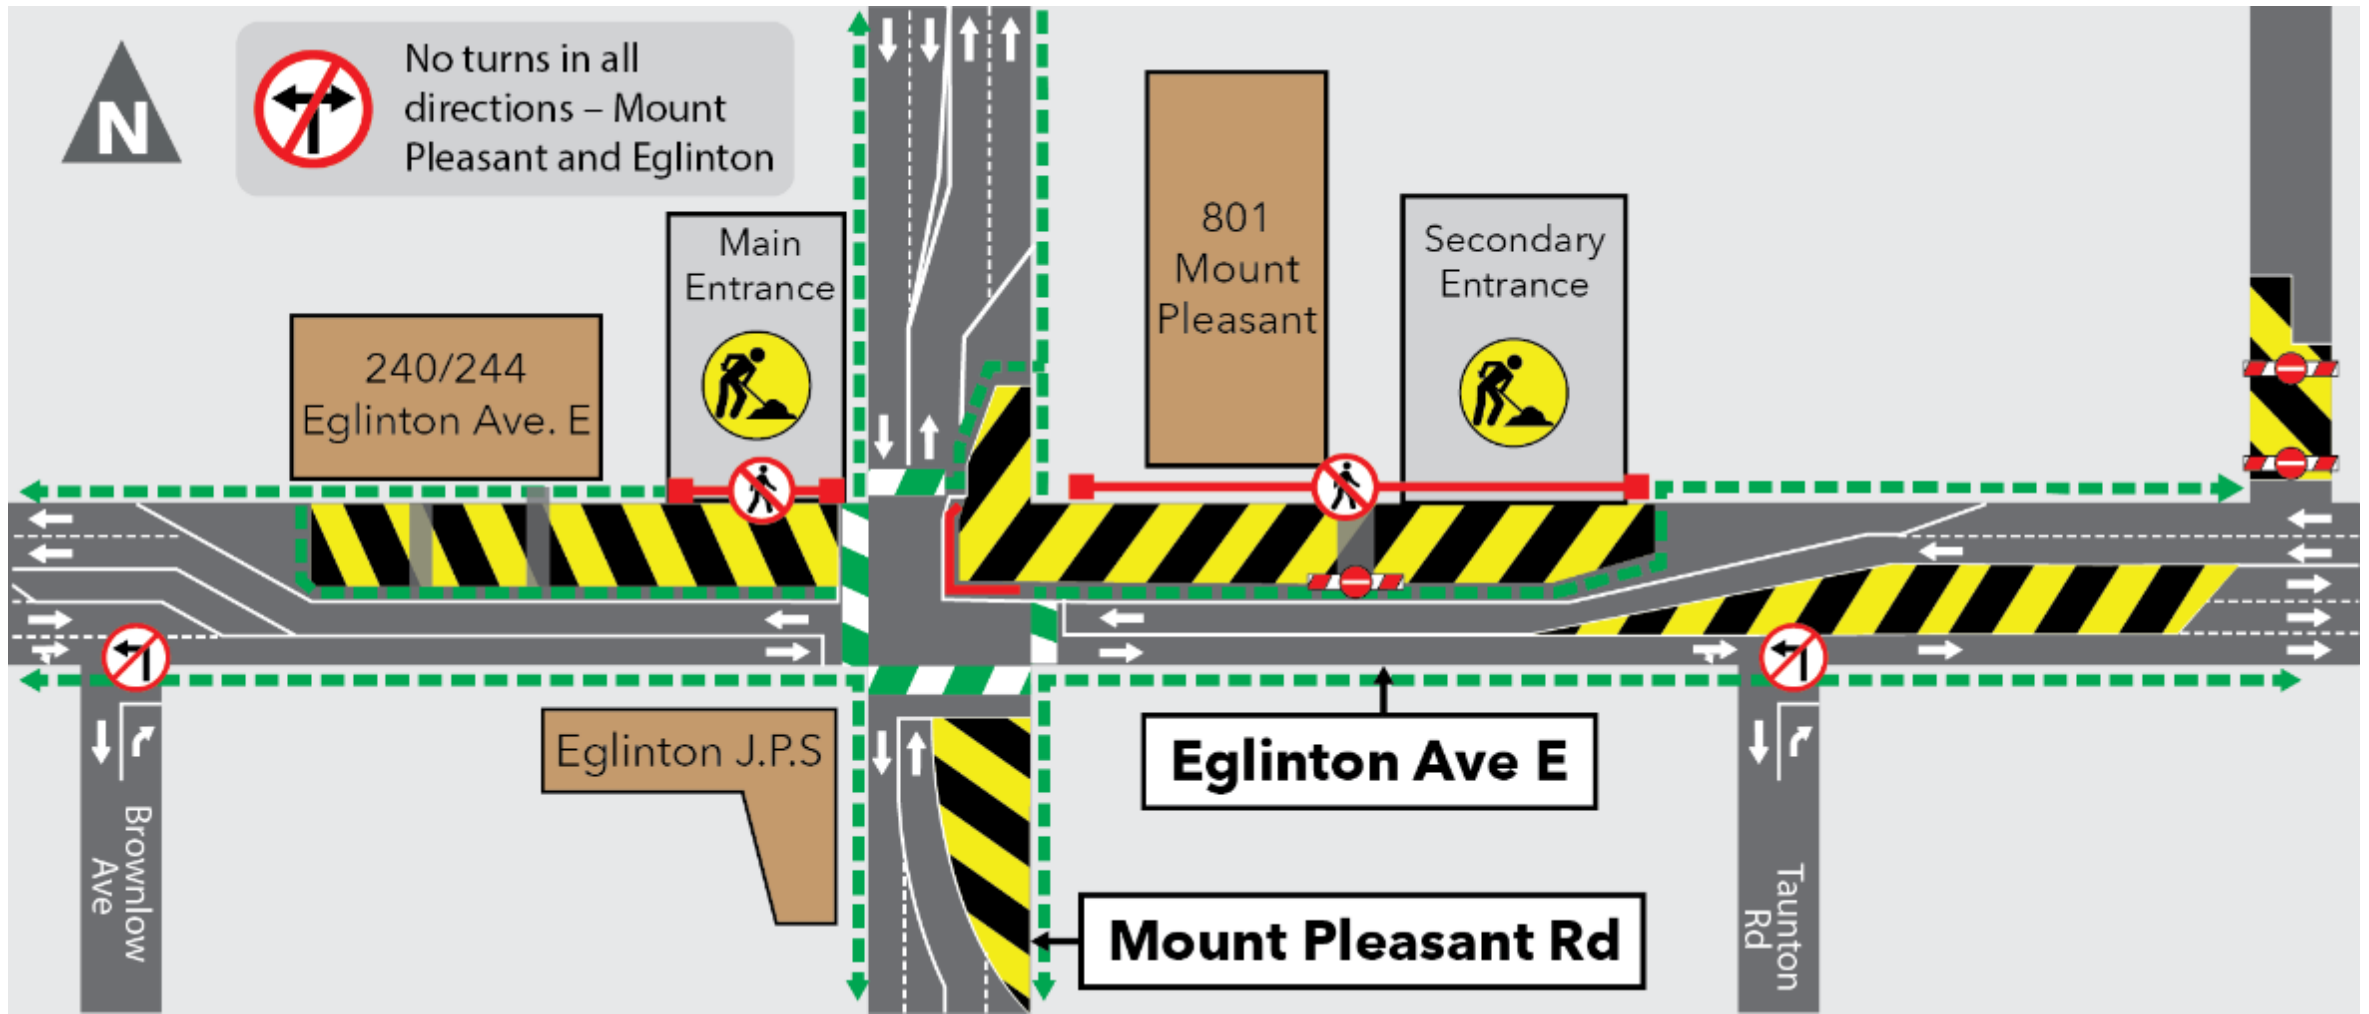 N
No turns in all
directions – Mount
Pleasant and Eglinton
Main
Entrance
801
Mount
Pleasant
Secondary
Entrance
240/244
Eglinton Ave. E
Eglinton J.P.S
Eglinton Ave E
Mount Pleasant Rd
Brownlow
Ave
Taunton
Rd